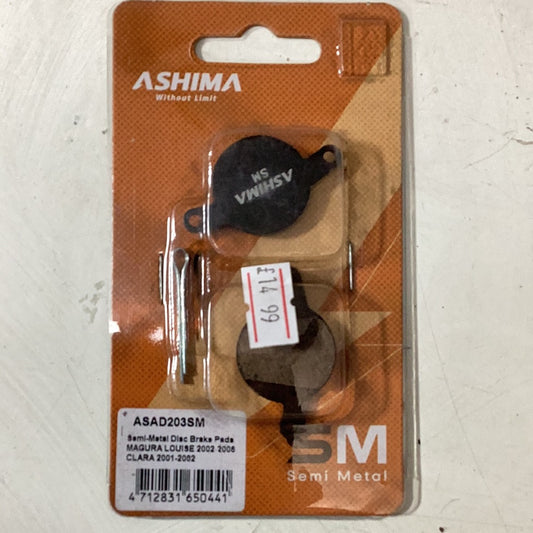 ASHIMA
Without Limit
ASHIMA
SM
£14 99
ASAD203SM
Semi-Metal Disc Brake Pads
MAGURA LOUISE 2002 2006
CLARA 2001-2002
4 712831 650441
SM
Semi Metal